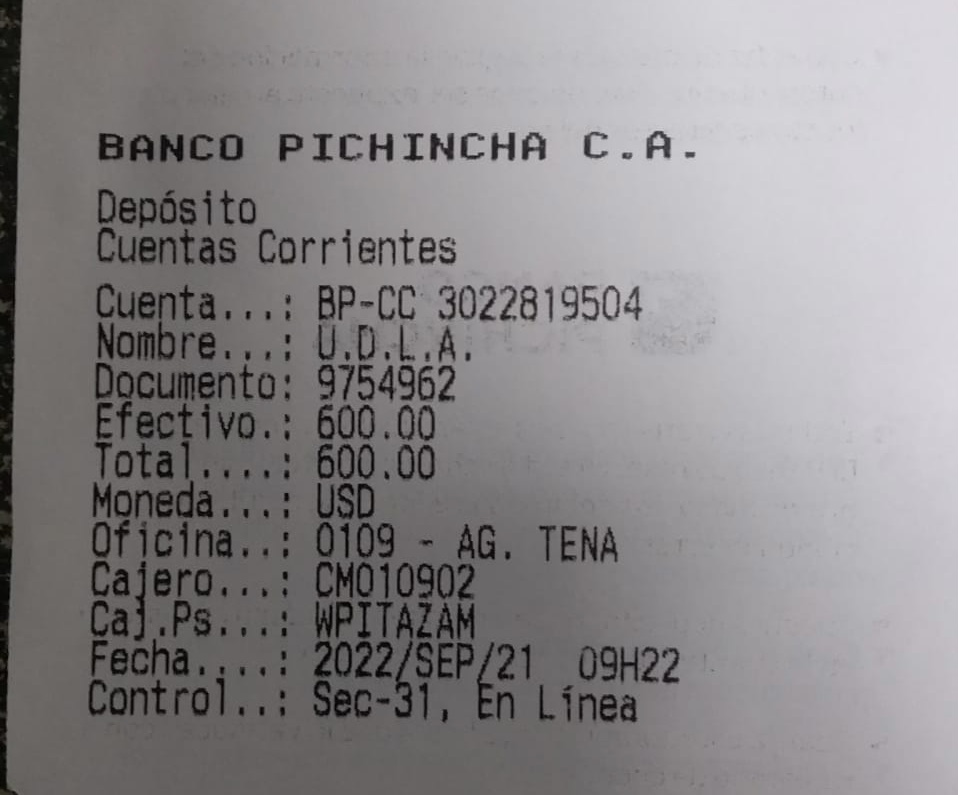 BANCO PICHINCHA C.A.
Depósito
Cuentas Corrientes
Cuenta...: BP-CC 3022819504
Nombre...: U.D.L.A.
Documento: 9754962
Efectivo.: 600.00
Total....: 600.00
Moneda...: USD
Oficina..: 0109 - AG. TENA
Cajero...: CM010902
Caj.Ps...: WPITAZAM
Fecha....: 2022/SEP/21 09H22
Control..: Sec-31, En Línea